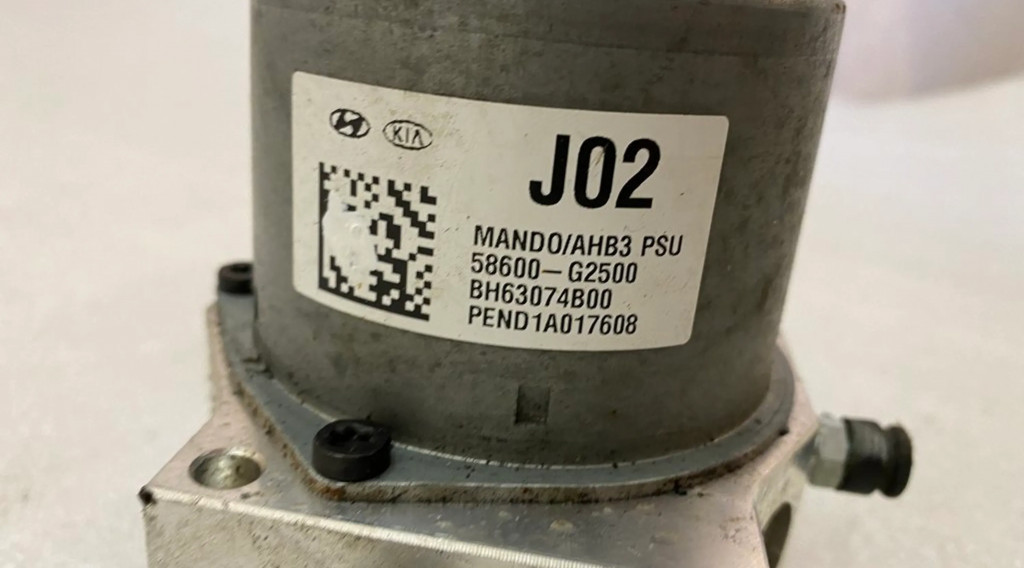 KIA
J02
MANDO/AHB3 PSU
58600-G2500
BH63074B00
PEND1A017608